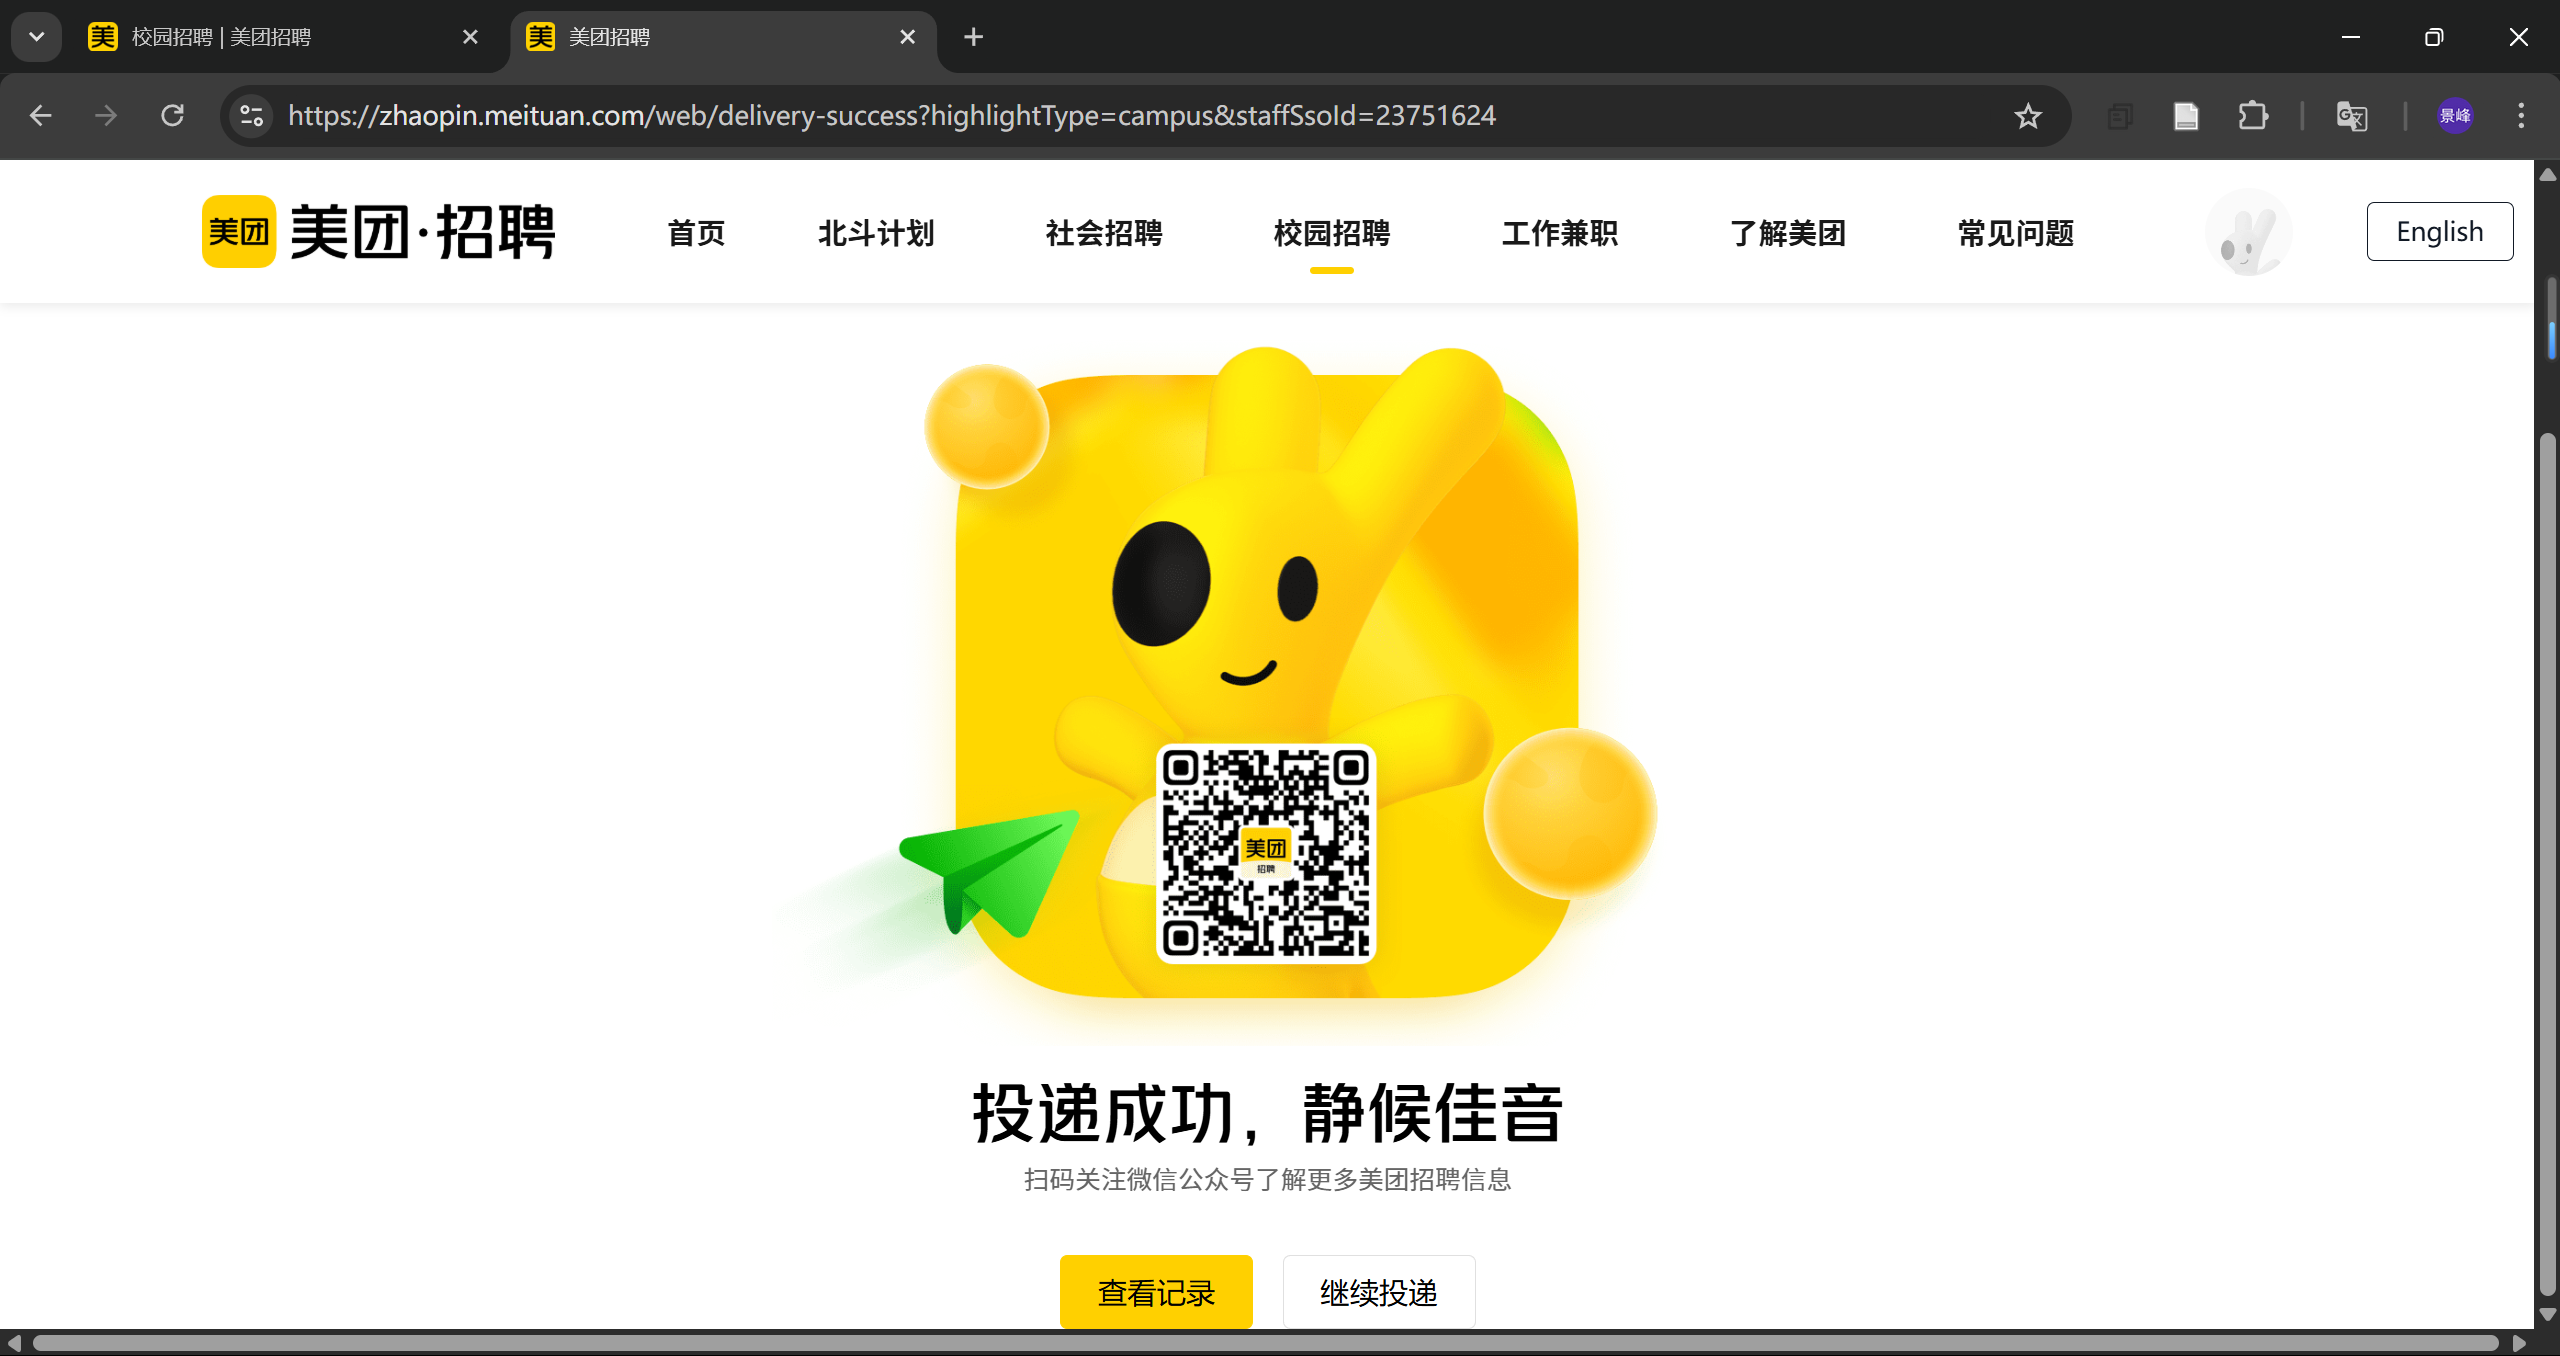 校园招聘 | 美团招聘
美团招聘
https://zhaopin.meituan.com/web/delivery-success?highlightType=campus&staffSsoId=23751624
景峰
美团 美团·招聘
首页
北斗计划
社会招聘
校园招聘
工作兼职
了解美团
常见问题
English
美团
招聘
投递成功，静候佳音
扫码关注微信公众号了解更多美团招聘信息
查看记录
继续投递